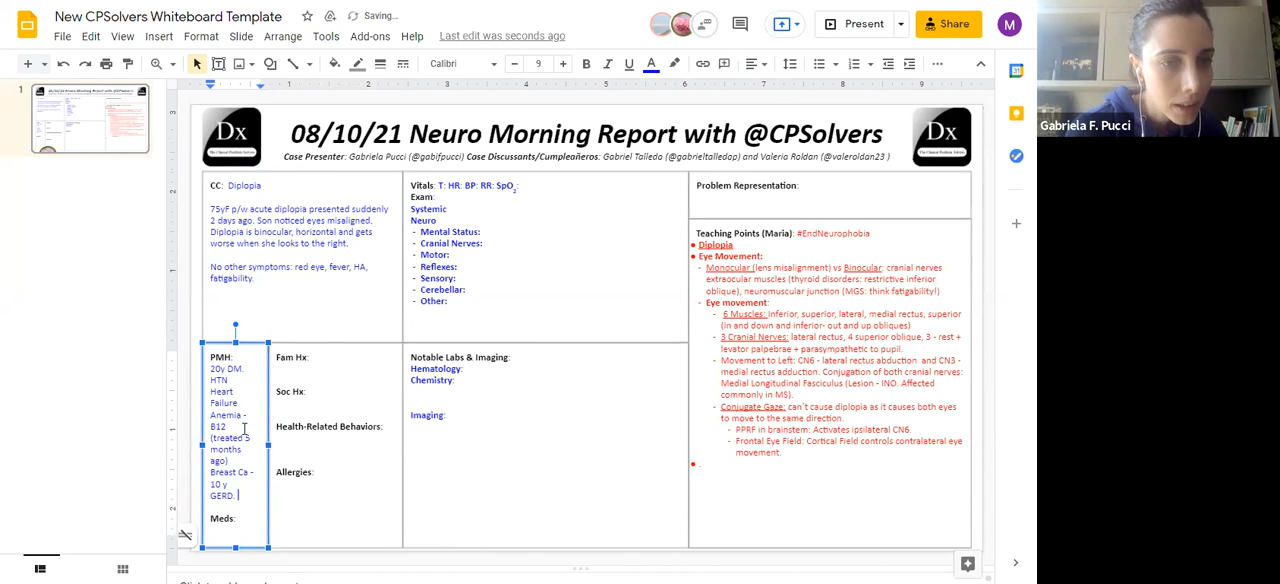 New CPSolvers Whiteboard Template
Saving...
File Edit View Insert Format Slide Arrange Tools Add-ons Help Last edit was seconds ago
Present
Share
M
Calibri
9
B I U A
1 2 3 4 5 6 7 8 9
1
08/10/21 Neuro Morning Report with @CPSolvers
Case Presenter: Gabriela Pucci (@gabifpucci) Case Discussants/Cumpleañeros: Gabriel Talledo (@gabrieltalledop) and Valeria Roldan (@valeroldan23 )
Dx
Dx
CC: Diplopia
75yF p/w acute diplopia presented suddenly
2 days ago. Son noticed eyes misaligned.
Diplopia is binocular, horizontal and gets
worse when she looks to the right.
No other symptoms: red eye, fever, HA,
fatigability.
Vitals: T: HR: BP: RR: SpO2:
Exam:
Systemic
Neuro
- Mental Status:
- Cranial Nerves:
- Motor:
- Reflexes:
- Sensory:
- Cerebellar:
- Other:
Problem Representation:
Teaching Points (Maria): #EndNeurophobia
● Diplopia
● Eye Movement:
- Monocular (lens misalignment) vs Binocular: cranial nerves
extraocular muscles (thyroid disorders: restrictive inferior
oblique), neuromuscular junction (MGS: think fatigability!)
- Eye movement:
- 6 Muscles: Inferior, superior, lateral, medial rectus, superior
(in and down and inferior- out and up obliques)
- 3 Cranial Nerves: lateral rectus, 4 superior oblique, 3 - rest +
levator palpebrae + parasympathetic to pupil.
- Movement to Left: CN6 - lateral rectus abduction and CN3 -
medial rectus adduction. Conjugation of both cranial nerves:
Medial Longitudinal Fasciculus (Lesion - INO. Affected
commonly in MS).
- Conjugate Gaze: can´t cause diplopia as it causes both eyes
to move to the same direction.
- PPRF in brainstem: Activates ipsilateral CN6.
- Frontal Eye Field: Cortical Field controls contralateral eye
movement.
● .
PMH:
20y DM.
HTN
Heart
Failure
Anemia -
B12
(treated 5
months
ago)
Breast Ca -
10 y
GERD.
Meds:
Fam Hx:
Soc Hx:
Health-Related Behaviors:
Allergies:
Notable Labs & Imaging:
Hematology:
Chemistry:
Imaging:
Gabriela F. Pucci